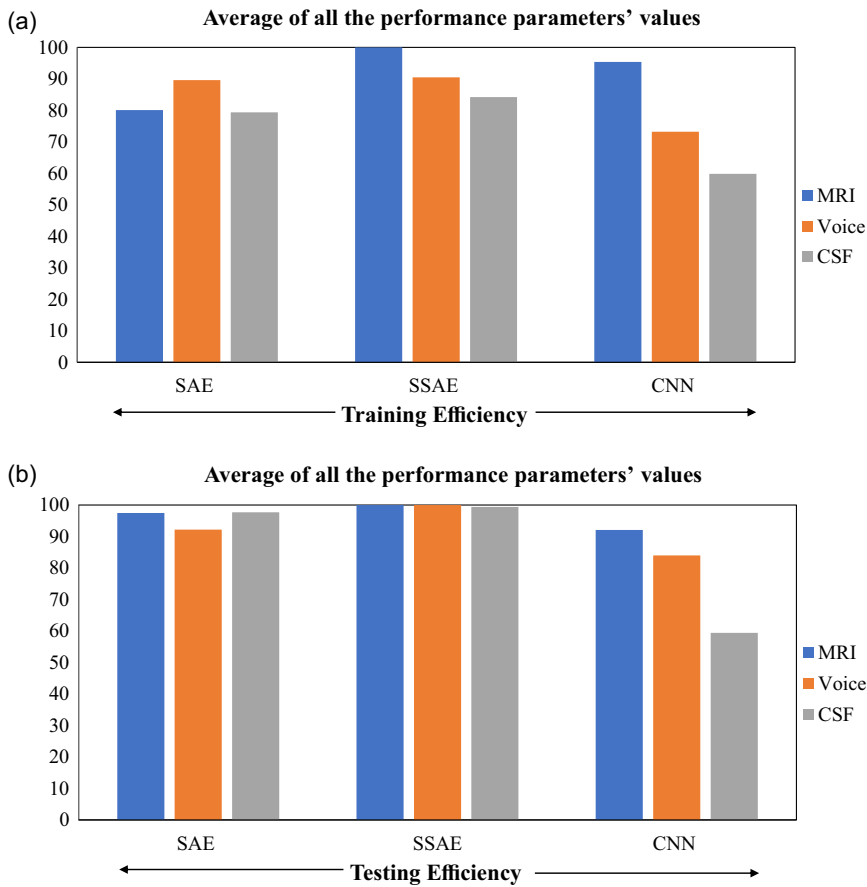 (a)
Average of all the performance parameters’ values
100
90
80
70
60
50
40
30
20
10
0
MRI
Voice
CSF
SAE SSAE CNN
Training Efficiency
(b)
Average of all the performance parameters’ values
100
90
80
70
60
50
40
30
20
10
0
MRI
Voice
CSF
SAE SSAE CNN
Testing Efficiency